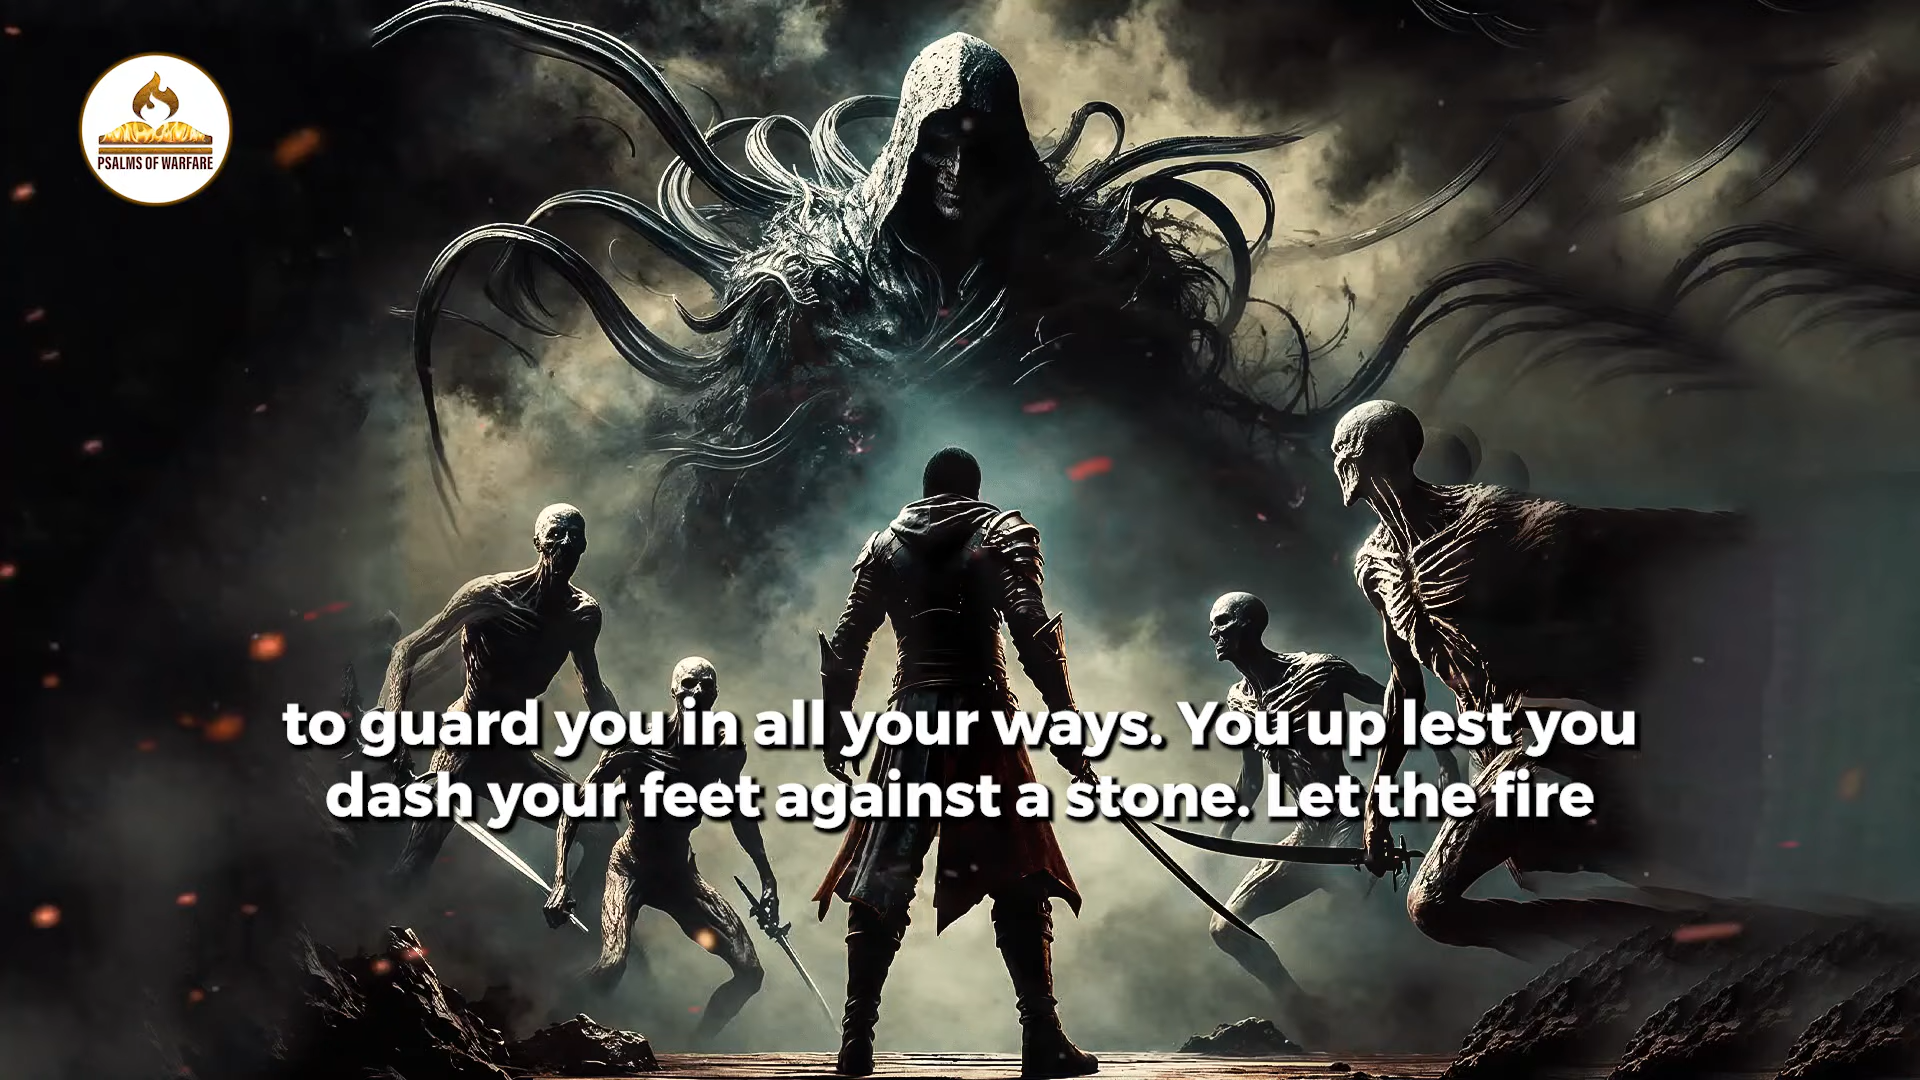 PSALMS OF WARFARE
to guard you in all your ways. You up lest you
dash your feet against a stone. Let the fire